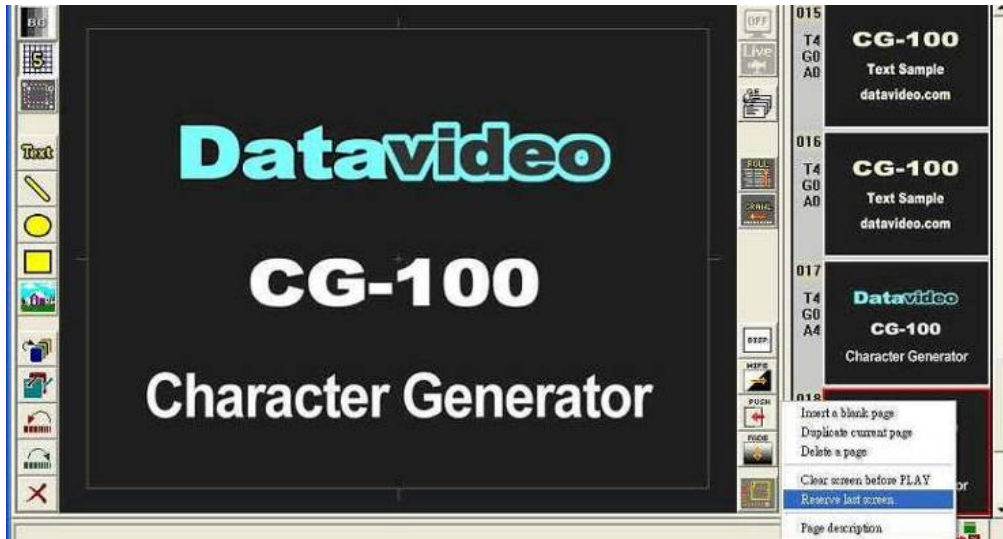 BG
5
Text
Datavideo
CG-100
Character Generator
OFF
Live
ROLL
CRAWL
DISP.
WIPE
PUSH
FADE
015
T4
G0
A0
CG-100
Text Sample
datavideo.com
016
T4
G0
A0
CG-100
Text Sample
datavideo.com
017
T4
G0
A4
Datavideo
CG-100
Character Generator
018
Insert a blank page
Duplicate current page
Delete a page
Clear screen before PLAY
Reserve last screen
Page description
or